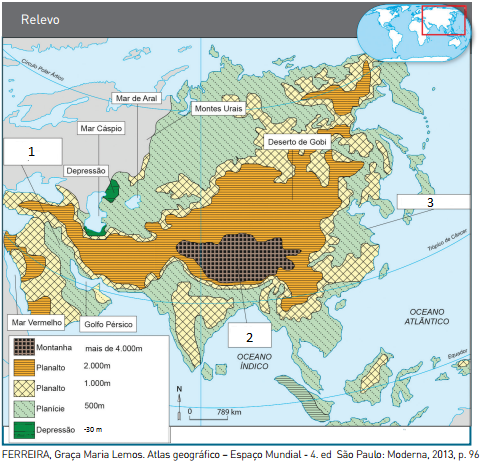 Relevo
Círculo Polar Ártico
Mar de Aral
Montes Urais
Mar Cáspio
Deserto de Gobi
1
Depressão
3
Trópico de Câncer
Mar Vermelho
Golfo Pérsico
2
OCEANO
ATLÂNTICO
OCEANO
ÍNDICO
Equador
Montanha mais de 4.000m
Planalto 2.000m
Planalto 1.000m
Planície 500m
Depressão -30 m
N
0 789 km
FERREIRA, Graça Maria Lemos. Atlas geográfico – Espaço Mundial - 4. ed São Paulo: Moderna, 2013, p. 96